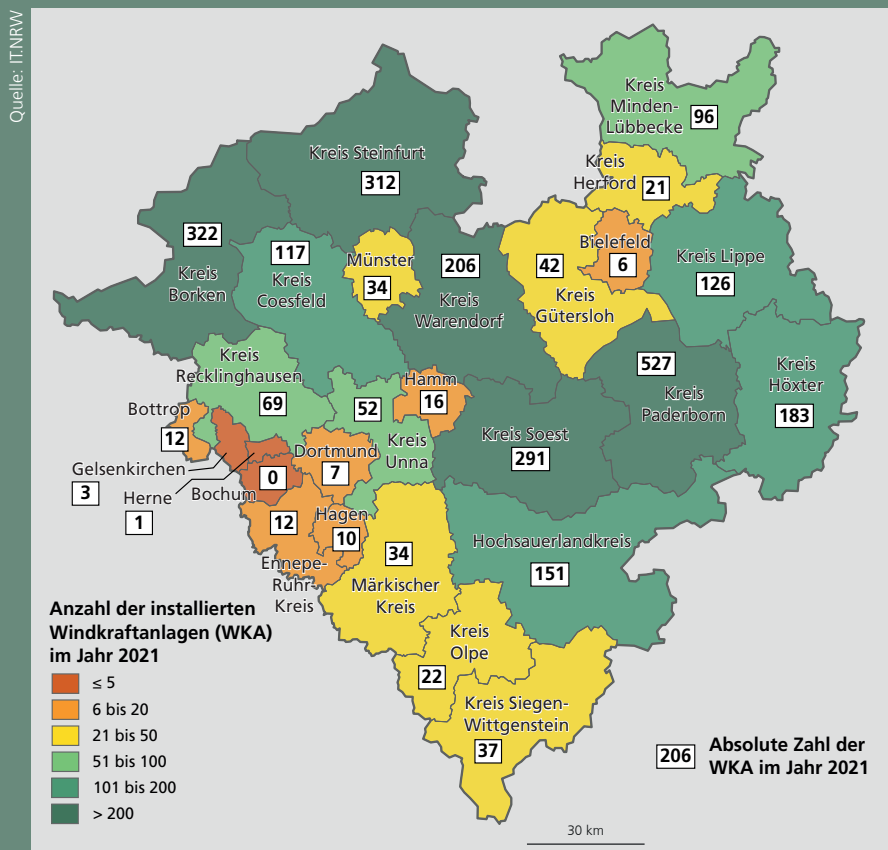 Quelle: IT.NRW
Kreis
Minden-
Lübbecke
96
Kreis Steinfurt
312
Kreis
Herford
21
322
Kreis
Borken
117
Kreis
Coesfeld
Münster
34
206
Kreis
Warendorf
42
Kreis
Gütersloh
Bielefeld
6
Kreis Lippe
126
527
Kreis
Paderborn
Kreis
Höxter
183
Kreis
Recklinghausen
69
52
Kreis
Unna
Hamm
16
Kreis Soest
291
Bottrop
12
Gelsenkirchen
3
Herne
1
Bochum
0
Dortmund
7
12
Ennepe-
Ruhr-
Kreis
Hagen
10
34
Märkischer
Kreis
Hochsauerlandkreis
151
Kreis
Olpe
22
Kreis Siegen-
Wittgenstein
37
Anzahl der installierten
Windkraftanlagen (WKA)
im Jahr 2021
≤ 5
6 bis 20
21 bis 50
51 bis 100
101 bis 200
> 200
206
Absolute Zahl der
WKA im Jahr 2021
30 km